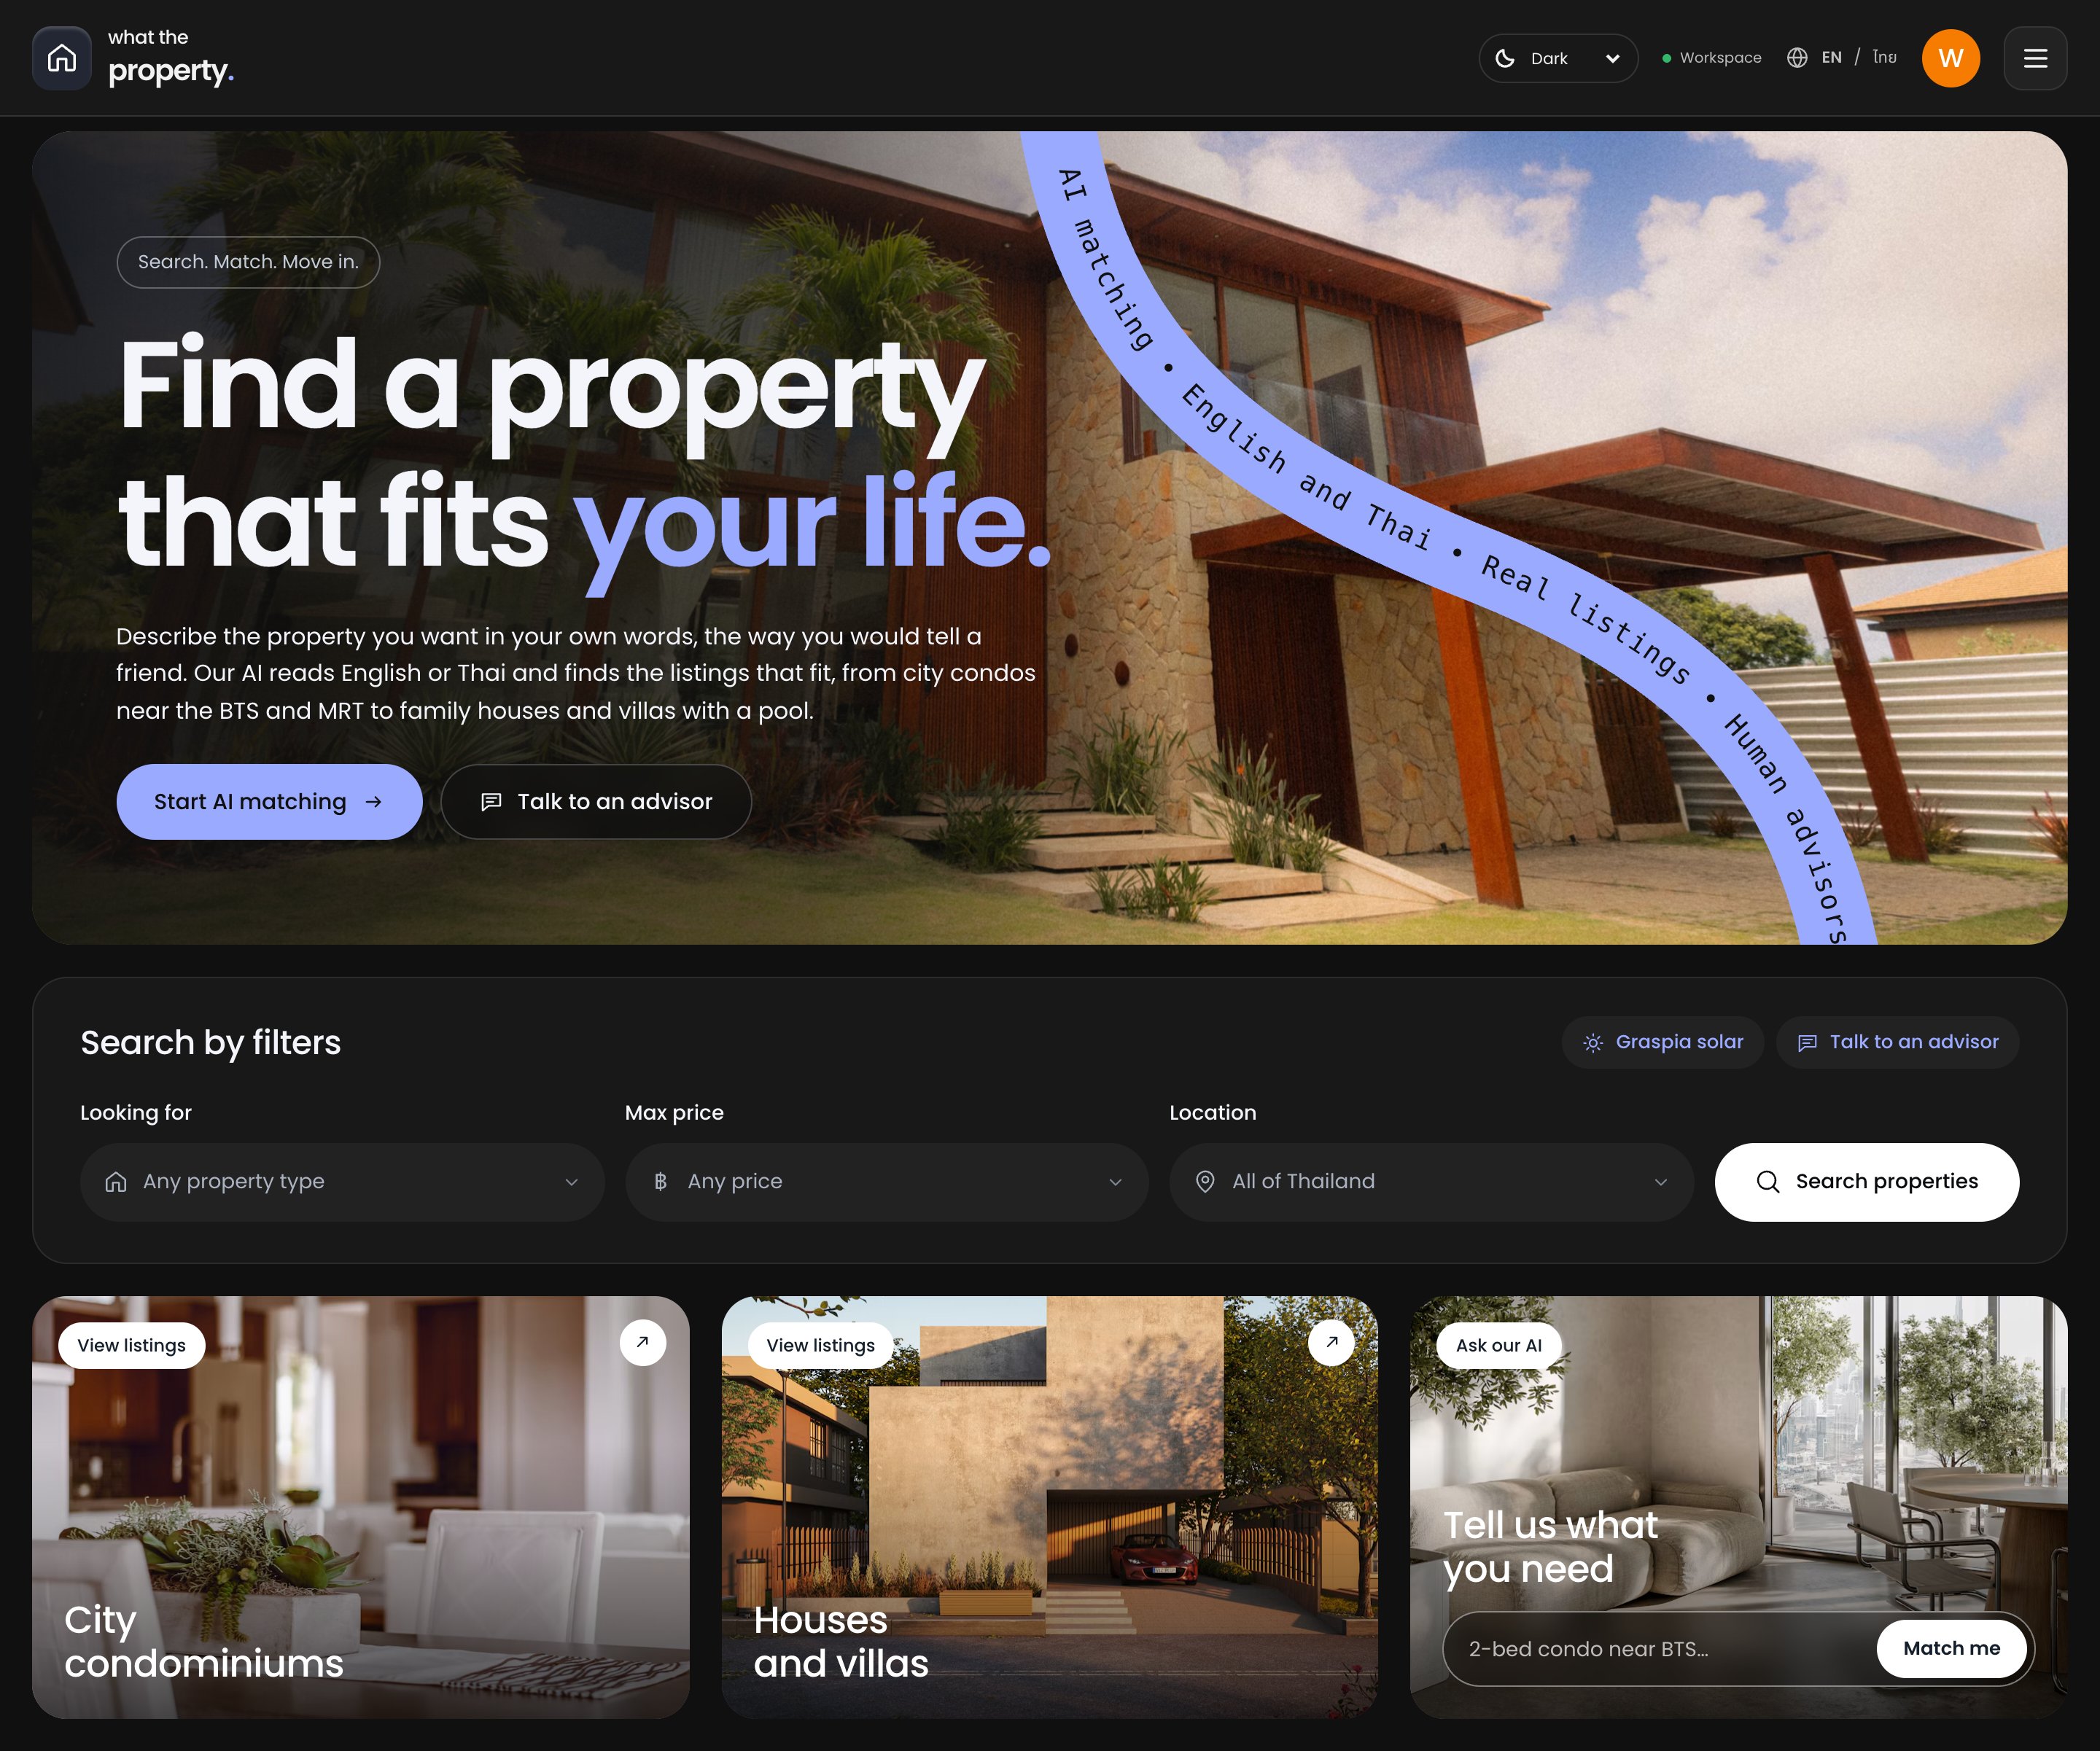 what the
property.
Dark
Workspace
EN / ไทย
W
Search. Match. Move in.
Find a property
that fits your life.
Describe the property you want in your own words, the way you would tell a
friend. Our AI reads English or Thai and finds the listings that fit, from city condos
near the BTS and MRT to family houses and villas with a pool.
Start AI matching →
Talk to an advisor
AI matching • English and Thai • Real listings • Human advisors
Search by filters
Graspia solar
Talk to an advisor
Looking for
Max price
Location
Any property type
฿ Any price
All of Thailand
Search properties
View listings
City
condominiums
View listings
Houses
and villas
Ask our AI
Tell us what
you need
2-bed condo near BTS...
Match me